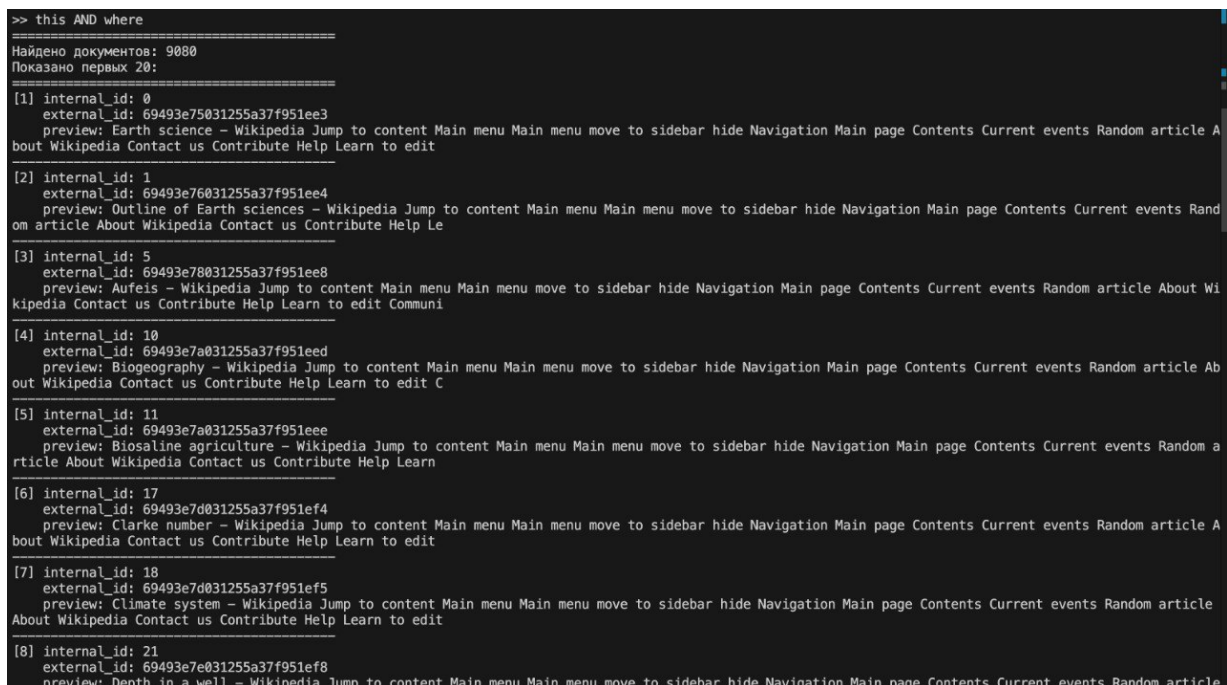 >> this AND where
==========================================
Найдено документов: 9080
Показано первых 20:
==========================================
[1] internal_id: 0
external_id: 69493e75031255a37f951ee3
preview: Earth science – Wikipedia Jump to content Main menu Main menu move to sidebar hide Navigation Main page Contents Current events Random article A
bout Wikipedia Contact us Contribute Help Learn to edit
------------------------------------------
[2] internal_id: 1
external_id: 69493e76031255a37f951ee4
preview: Outline of Earth sciences – Wikipedia Jump to content Main menu Main menu move to sidebar hide Navigation Main page Contents Current events Rand
om article About Wikipedia Contact us Contribute Help Le
------------------------------------------
[3] internal_id: 5
external_id: 69493e78031255a37f951ee8
preview: Aufeis – Wikipedia Jump to content Main menu Main menu move to sidebar hide Navigation Main page Contents Current events Random article About Wi
kipedia Contact us Contribute Help Learn to edit Communi
------------------------------------------
[4] internal_id: 10
external_id: 69493e7a031255a37f951eed
preview: Biogeography – Wikipedia Jump to content Main menu Main menu move to sidebar hide Navigation Main page Contents Current events Random article Ab
out Wikipedia Contact us Contribute Help Learn to edit C
------------------------------------------
[5] internal_id: 11
external_id: 69493e7a031255a37f951eee
preview: Biosaline agriculture – Wikipedia Jump to content Main menu Main menu move to sidebar hide Navigation Main page Contents Current events Random a
rticle About Wikipedia Contact us Contribute Help Learn
------------------------------------------
[6] internal_id: 17
external_id: 69493e7d031255a37f951ef4
preview: Clarke number – Wikipedia Jump to content Main menu Main menu move to sidebar hide Navigation Main page Contents Current events Random article A
bout Wikipedia Contact us Contribute Help Learn to edit
------------------------------------------
[7] internal_id: 18
external_id: 69493e7d031255a37f951ef5
preview: Climate system – Wikipedia Jump to content Main menu Main menu move to sidebar hide Navigation Main page Contents Current events Random article
About Wikipedia Contact us Contribute Help Learn to edit
------------------------------------------
[8] internal_id: 21
external_id: 69493e7e031255a37f951ef8
preview: Depth in a well – Wikipedia Jump to content Main menu Main menu move to sidebar hide Navigation Main page Contents Current events Random article